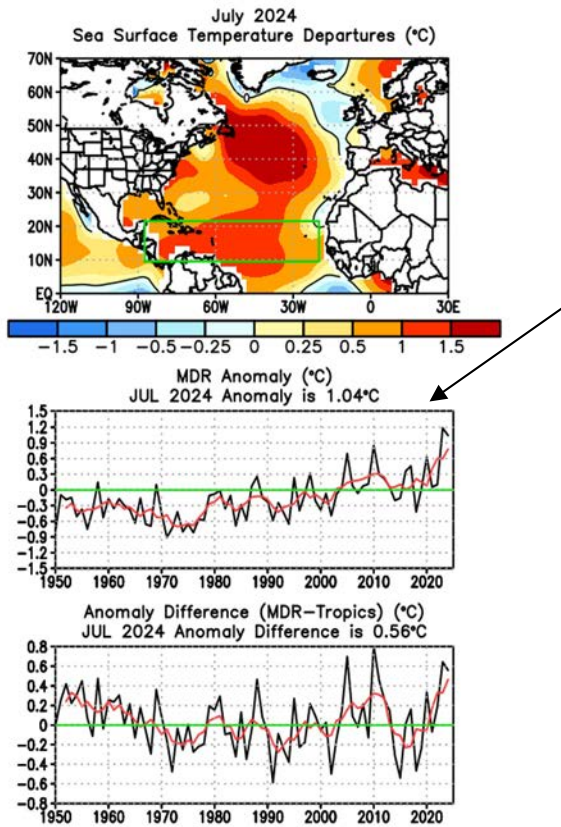 July 2024
Sea Surface Temperature Departures (°C)
70N
60N
50N
40N
30N
20N
10N
EQ
120W 90W 60W 30W 0 30E
-1.5 -1 -0.5 -0.25 0 0.25 0.5 1 1.5
MDR Anomaly (°C)
JUL 2024 Anomaly is 1.04°C
1.5
1.2
0.9
0.6
0.3
0
-0.3
-0.6
-0.9
-1.2
-1.5
1950 1960 1970 1980 1990 2000 2010 2020
Anomaly Difference (MDR-Tropics) (°C)
JUL 2024 Anomaly Difference is 0.56°C
0.8
0.6
0.4
0.2
0
-0.2
-0.4
-0.6
-0.8
1950 1960 1970 1980 1990 2000 2010 2020